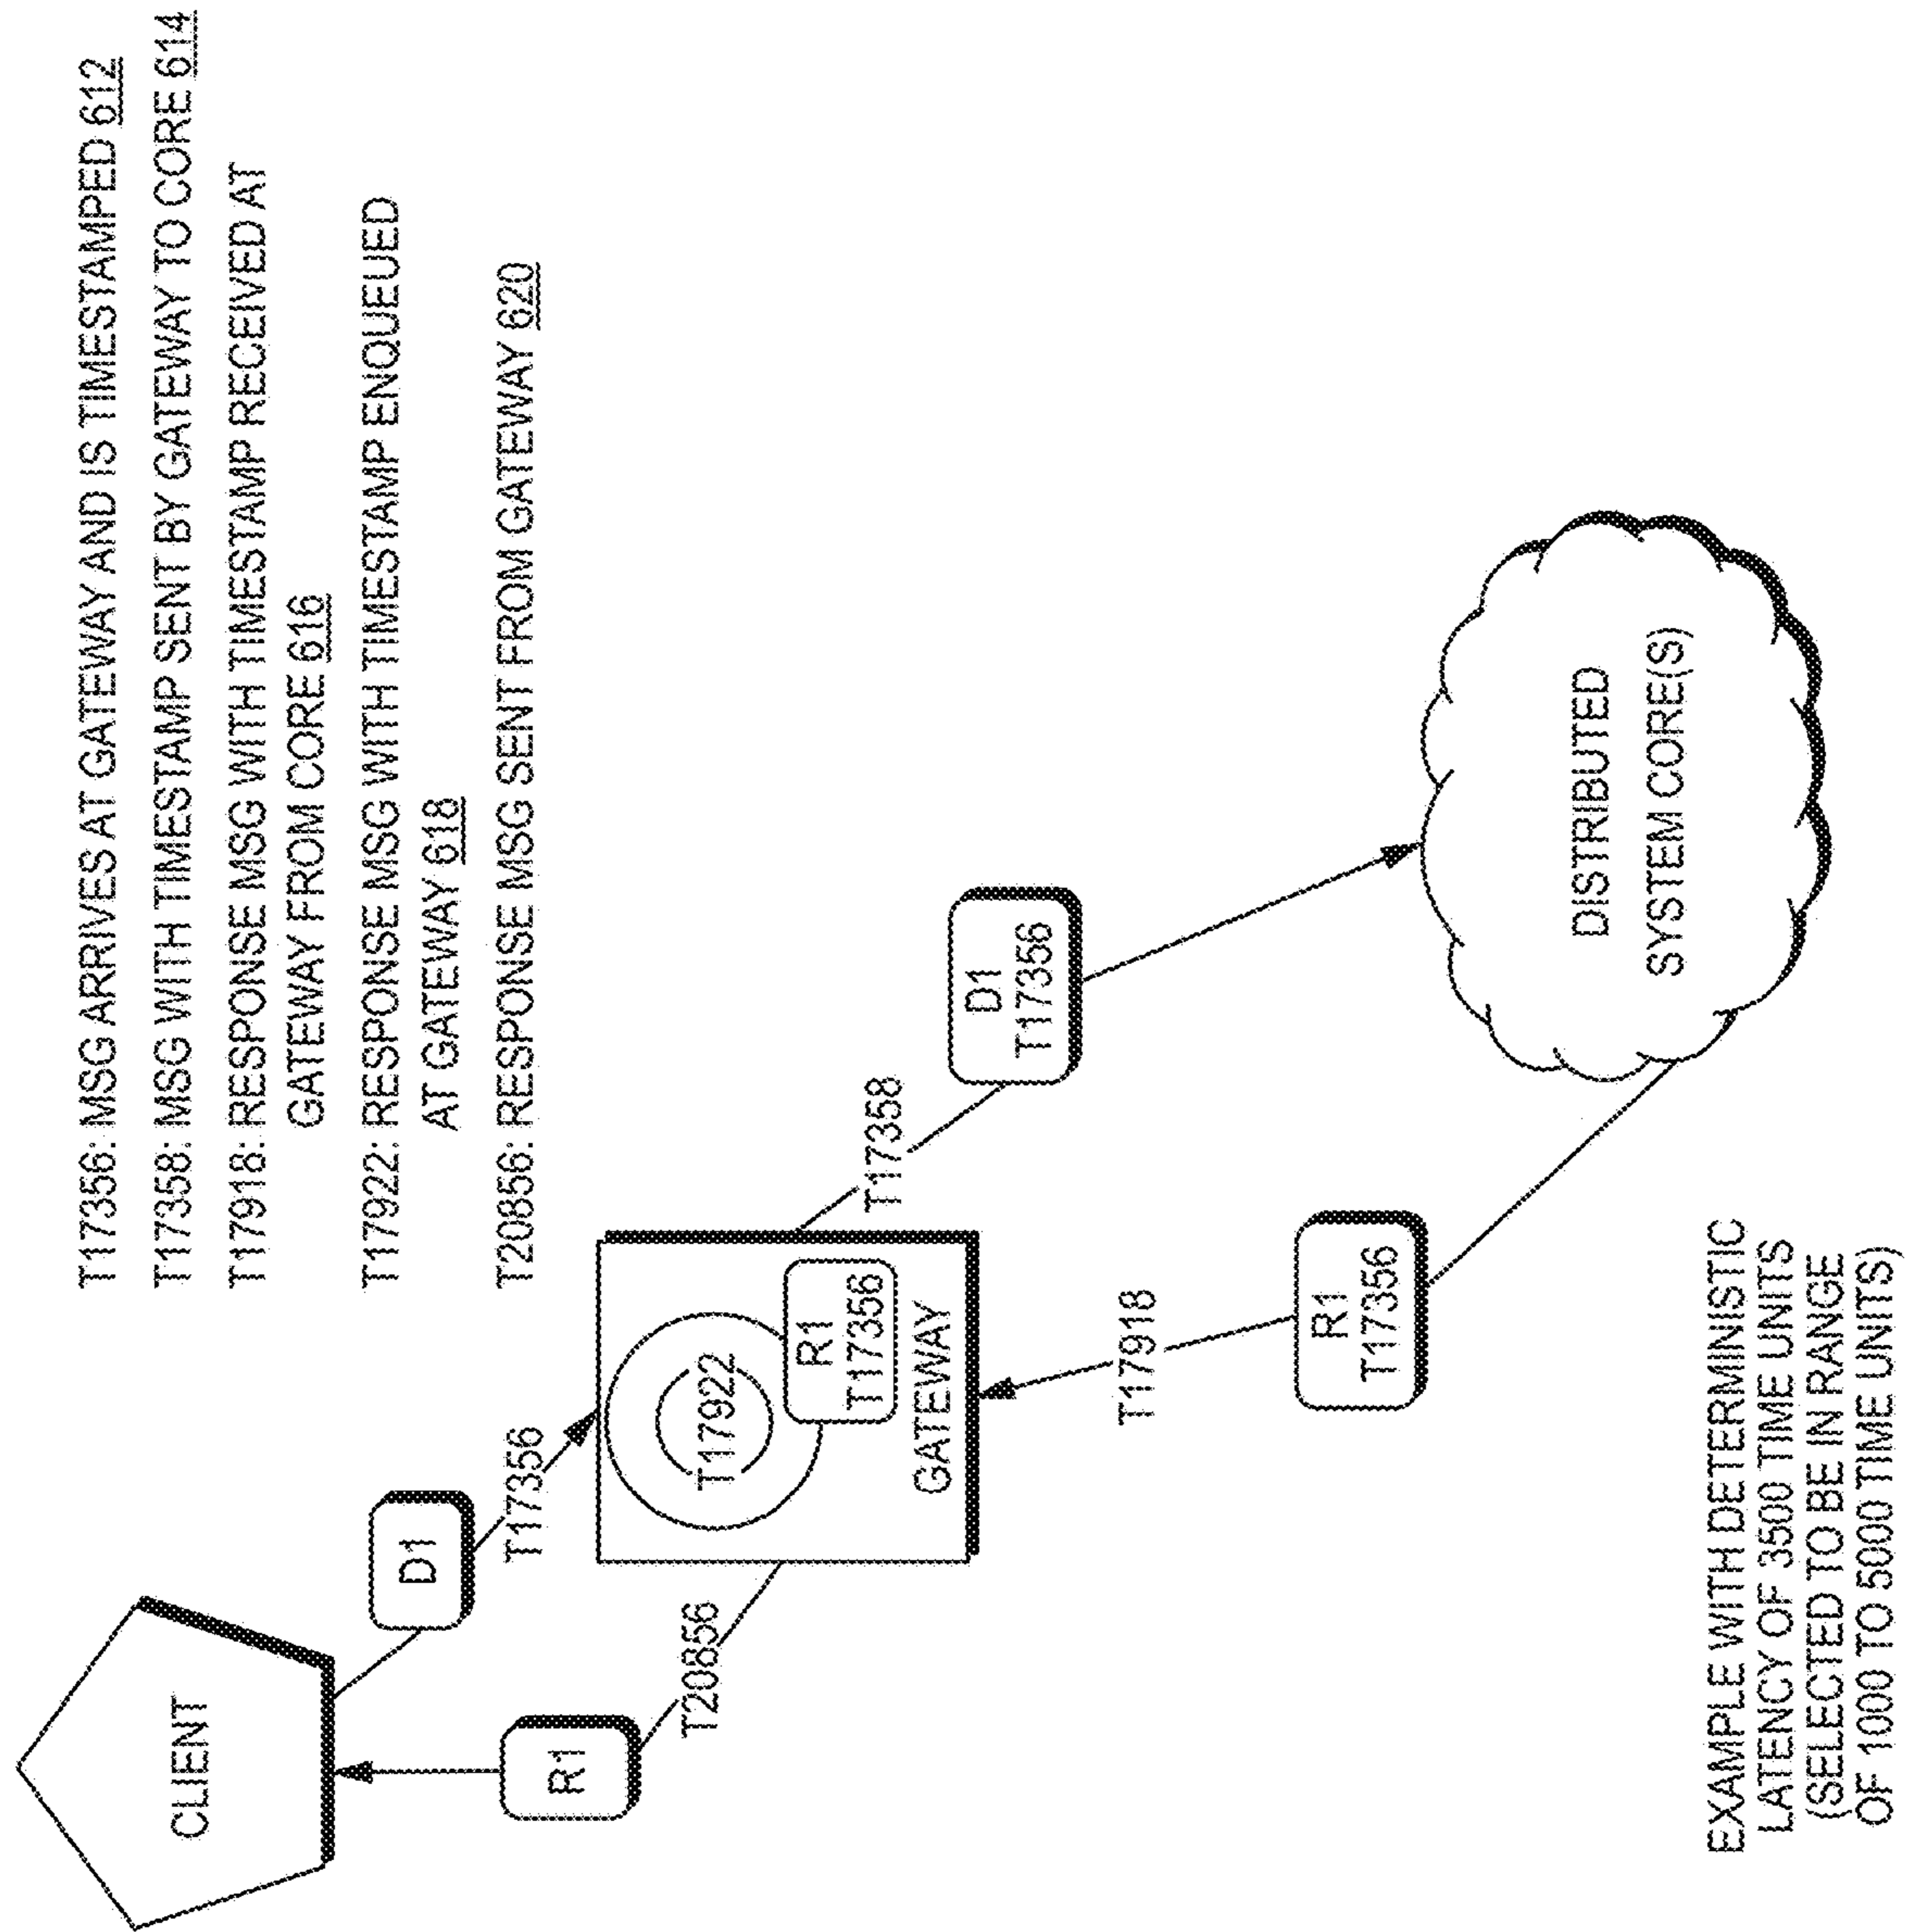 T17356: MSG ARRIVES AT GATEWAY AND IS TIMESTAMPED 612
T17358: MSG WITH TIMESTAMP SENT BY GATEWAY TO CORE 614
T17918: RESPONSE MSG WITH TIMESTAMP RECEIVED AT
GATEWAY FROM CORE 616
T17922: RESPONSE MSG WITH TIMESTAMP ENQUEUED
AT GATEWAY 618
T20856: RESPONSE MSG SENT FROM GATEWAY 620
CLIENT
D1
T17356
R1
T20856
T17922
R1
T17356
GATEWAY
T17358
D1
T17356
T17918
R1
T17356
DISTRIBUTED
SYSTEM CORE(S)
EXAMPLE WITH DETERMINISTIC
LATENCY OF 3500 TIME UNITS
(SELECTED TO BE IN RANGE
OF 1000 TO 5000 TIME UNITS)